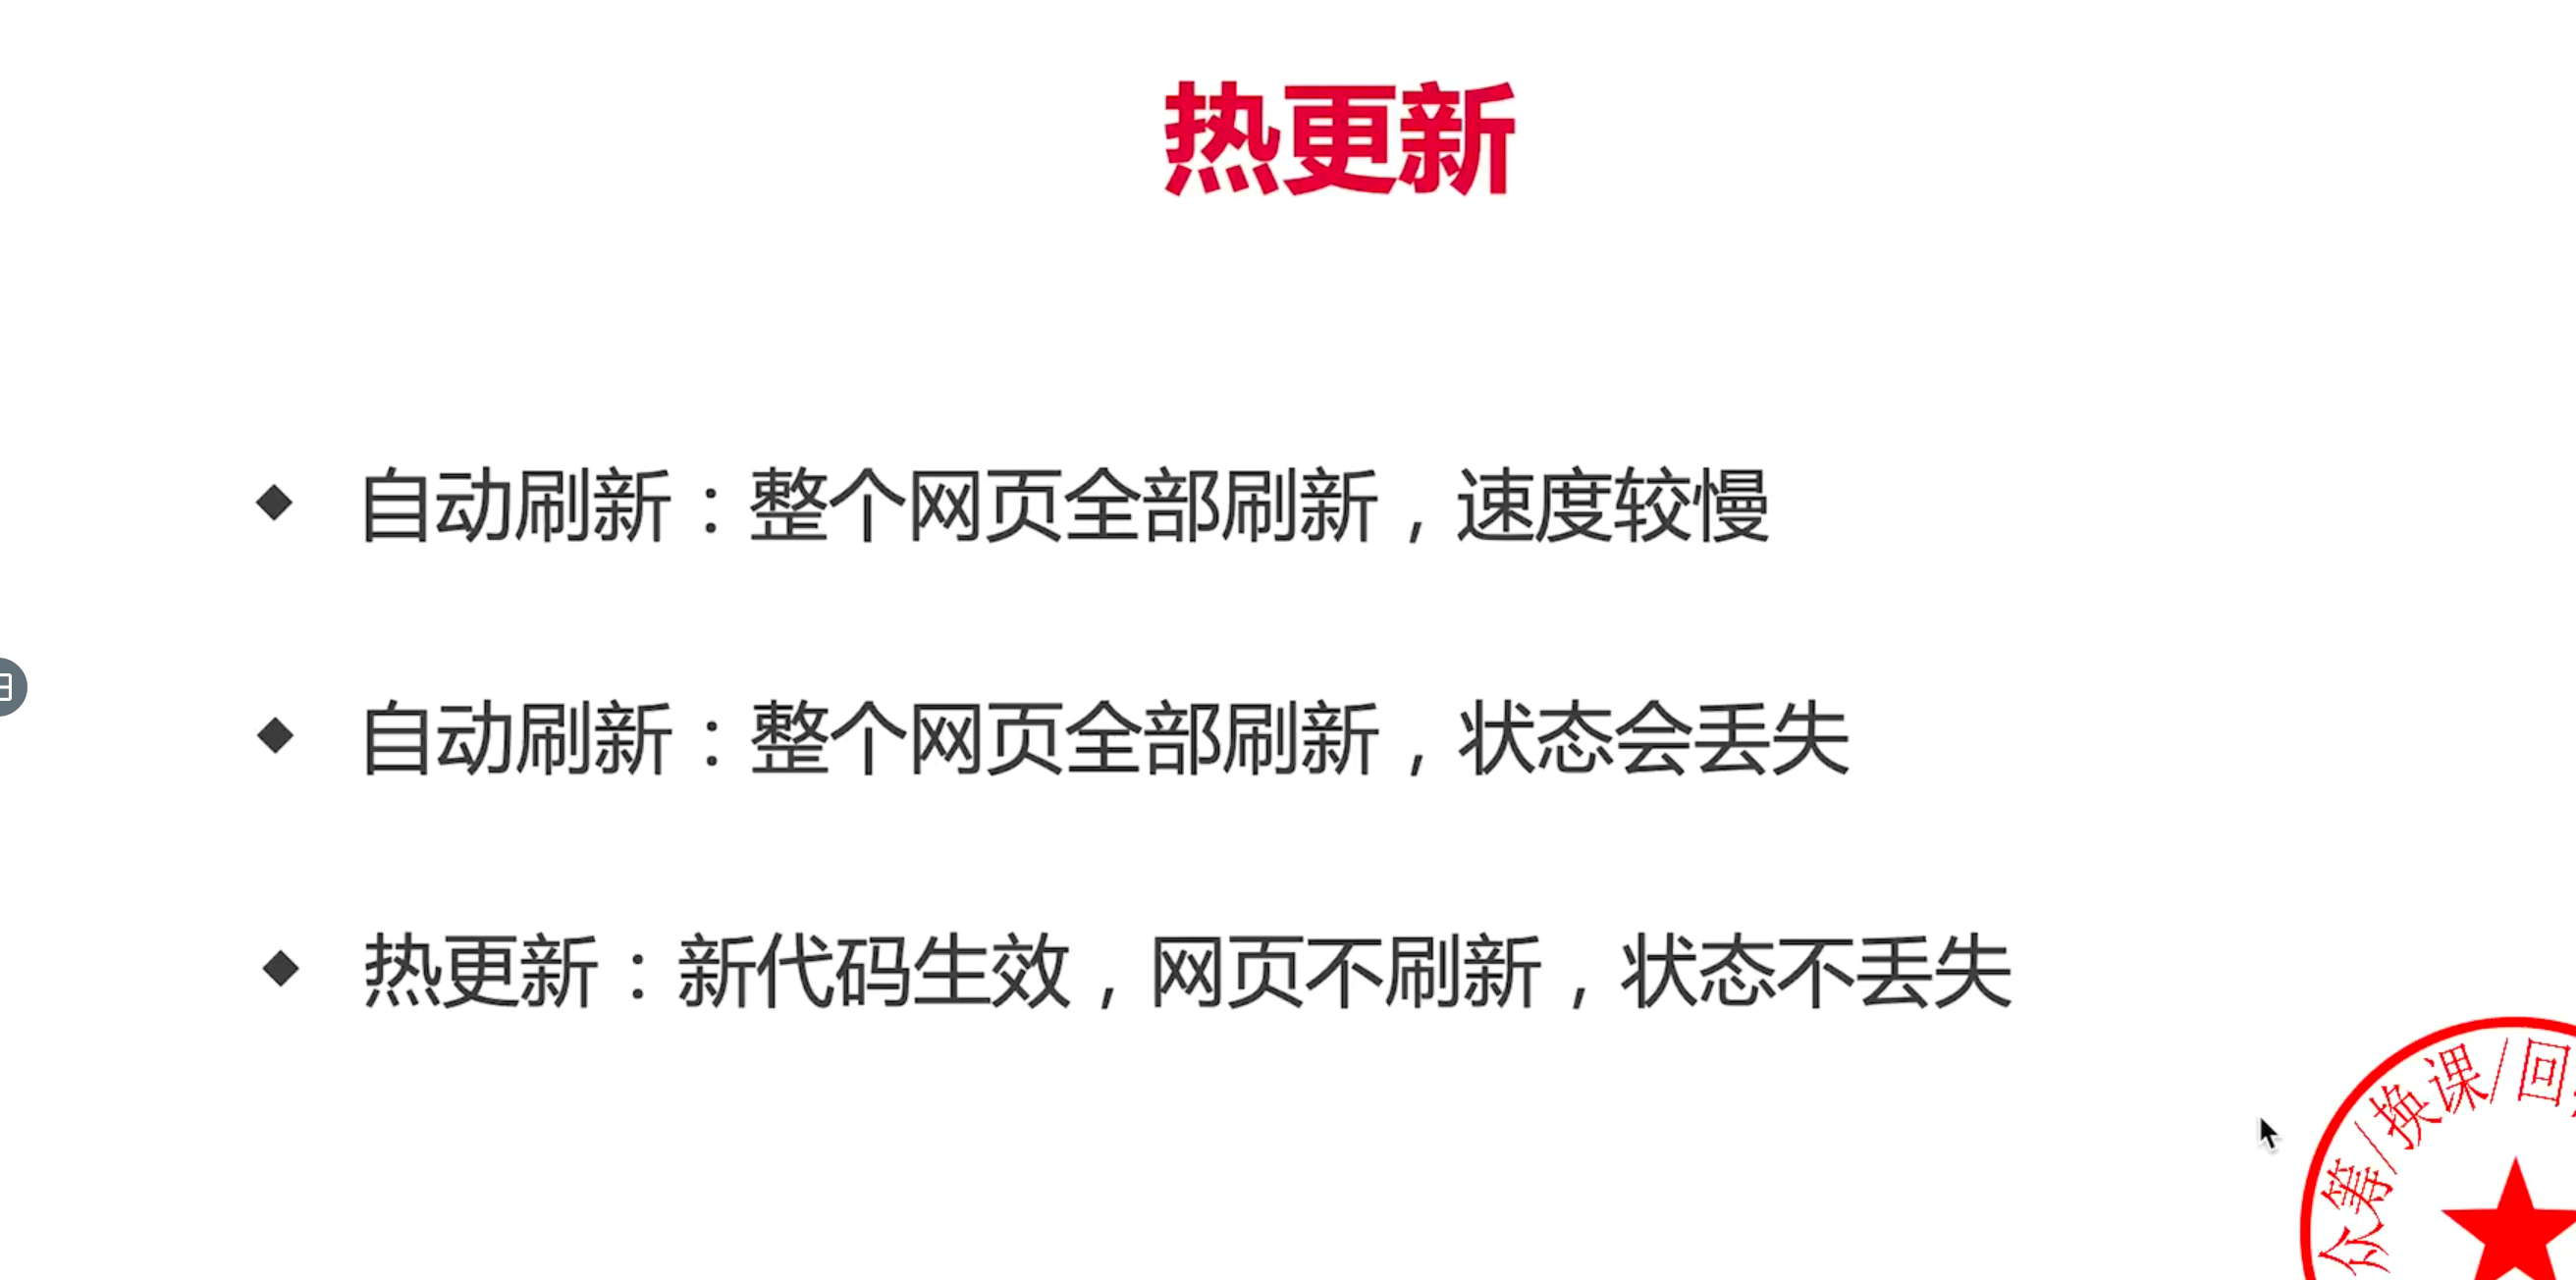 热更新
◆ 自动刷新：整个网页全部刷新，速度较慢
◆ 自动刷新：整个网页全部刷新，状态会丢失
◆ 热更新：新代码生效，网页不刷新，状态不丢失
众筹/换课/回